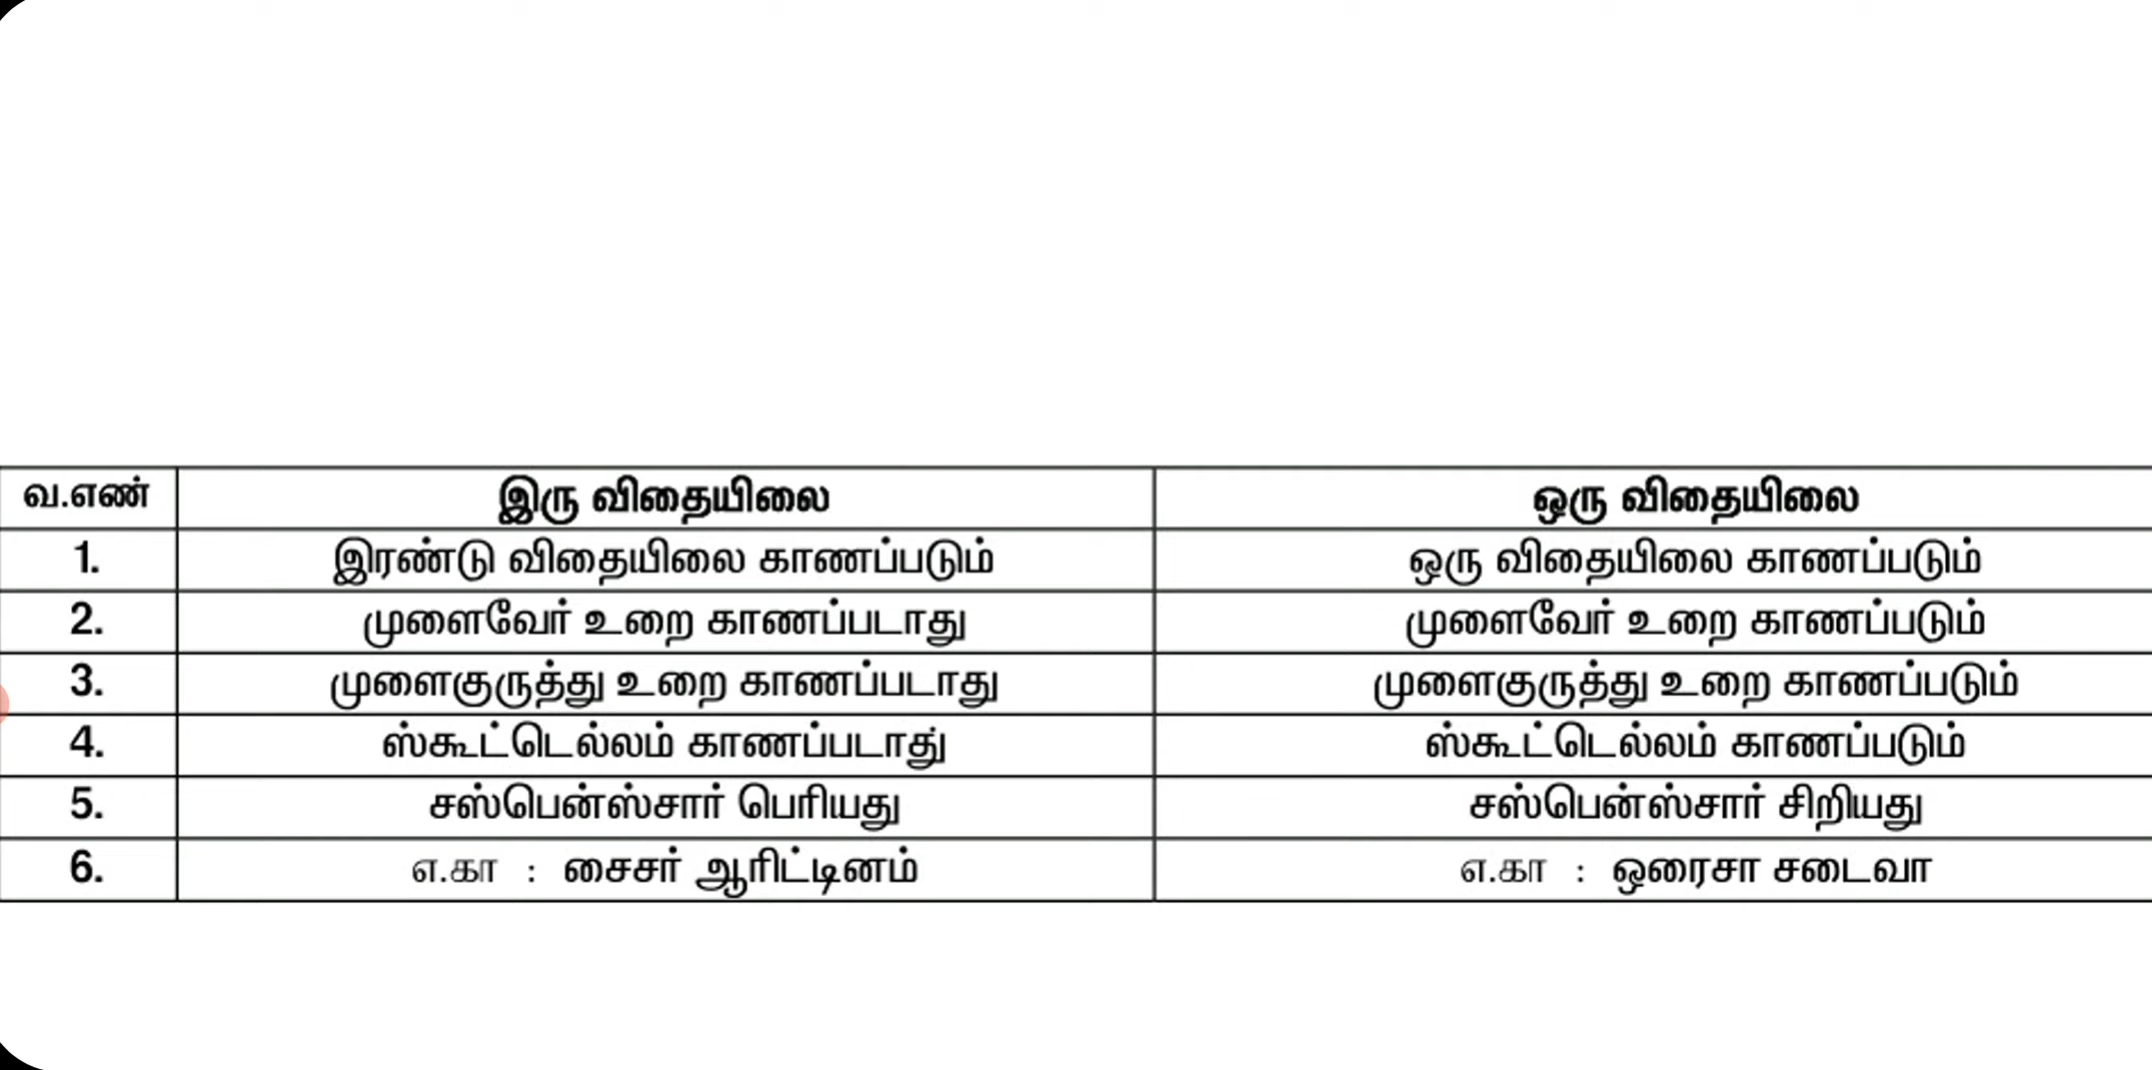 வ.எண் இரு விதையிலை ஒரு விதையிலை
1. இரண்டு விதையிலை காணப்படும் ஒரு விதையிலை காணப்படும்
2. முளைவேர் உறை காணப்படாது முளைவேர் உறை காணப்படும்
3. முளைகுருத்து உறை காணப்படாது முளைகுருத்து உறை காணப்படும்
4. ஸ்கூட்டெல்லம் காணப்படாது ஸ்கூட்டெல்லம் காணப்படும்
5. சஸ்பென்ஸ்சார் பெரியது சஸ்பென்ஸ்சார் சிறியது
6. எ.கா : சைசர் ஆரிட்டினம் எ.கா : ஒரைசா சடைவா